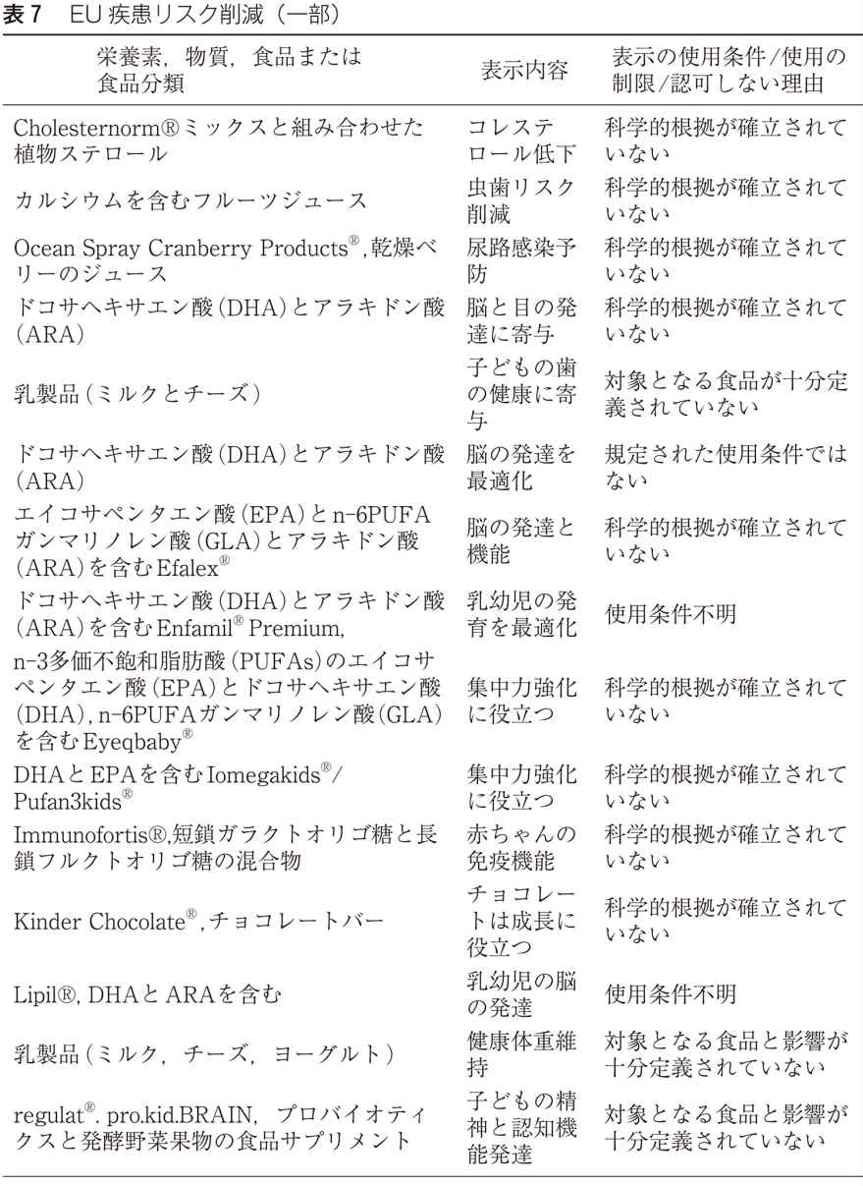 表7 EU疾患リスク削減（一部）
栄養素，物質，食品または
食品分類
表示内容
表示の使用条件/使用の
制限/認可しない理由
Cholesternorm®ミックスと組み合わせた
植物ステロール
コレステ
ロール低下
科学的根拠が確立されて
いない
カルシウムを含むフルーツジュース
虫歯リスク
削減
科学的根拠が確立されて
いない
Ocean Spray Cranberry Products®,乾燥ベ
リーのジュース
尿路感染予
防
科学的根拠が確立されて
いない
ドコサヘキサエン酸(DHA)とアラキドン酸
(ARA)
脳と目の発
達に寄与
科学的根拠が確立されて
いない
乳製品(ミルクとチーズ)
子どもの歯
の健康に寄
与
対象となる食品が十分定
義されていない
ドコサヘキサエン酸(DHA)とアラキドン酸
(ARA)
脳の発達を
最適化
規定された使用条件では
ない
エイコサペンタエン酸(EPA)とn-6PUFA
ガンマリノレン酸(GLA)とアラキドン酸
(ARA)を含むEfalex®
脳の発達と
機能
科学的根拠が確立されて
いない
ドコサヘキサエン酸(DHA)とアラキドン酸
(ARA)を含むEnfamil® Premium,
乳幼児の発
育を最適化
使用条件不明
n-3多価不飽和脂肪酸(PUFAs)のエイコサ
ペンタエン酸(EPA)とドコサヘキサエン酸
(DHA), n-6PUFAガンマリノレン酸(GLA)
を含むEyeqbaby®
集中力強化
に役立つ
科学的根拠が確立されて
いない
DHAとEPAを含むIomegakids®/
Pufan3kids®
集中力強化
に役立つ
科学的根拠が確立されて
いない
Immunofortis®,短鎖ガラクトオリゴ糖と長
鎖フルクトオリゴ糖の混合物
赤ちゃんの
免疫機能
科学的根拠が確立されて
いない
Kinder Chocolate®,チョコレートバー
チョコレー
トは成長に
役立つ
科学的根拠が確立されて
いない
Lipil®, DHAとARAを含む
乳幼児の脳
の発達
使用条件不明
乳製品(ミルク，チーズ，ヨーグルト)
健康体重維
持
対象となる食品と影響が
十分定義されていない
regulat®. pro.kid.BRAIN，プロバイオティ
クスと発酵野菜果物の食品サプリメント
子どもの精
神と認知機
能発達
対象となる食品と影響が
十分定義されていない